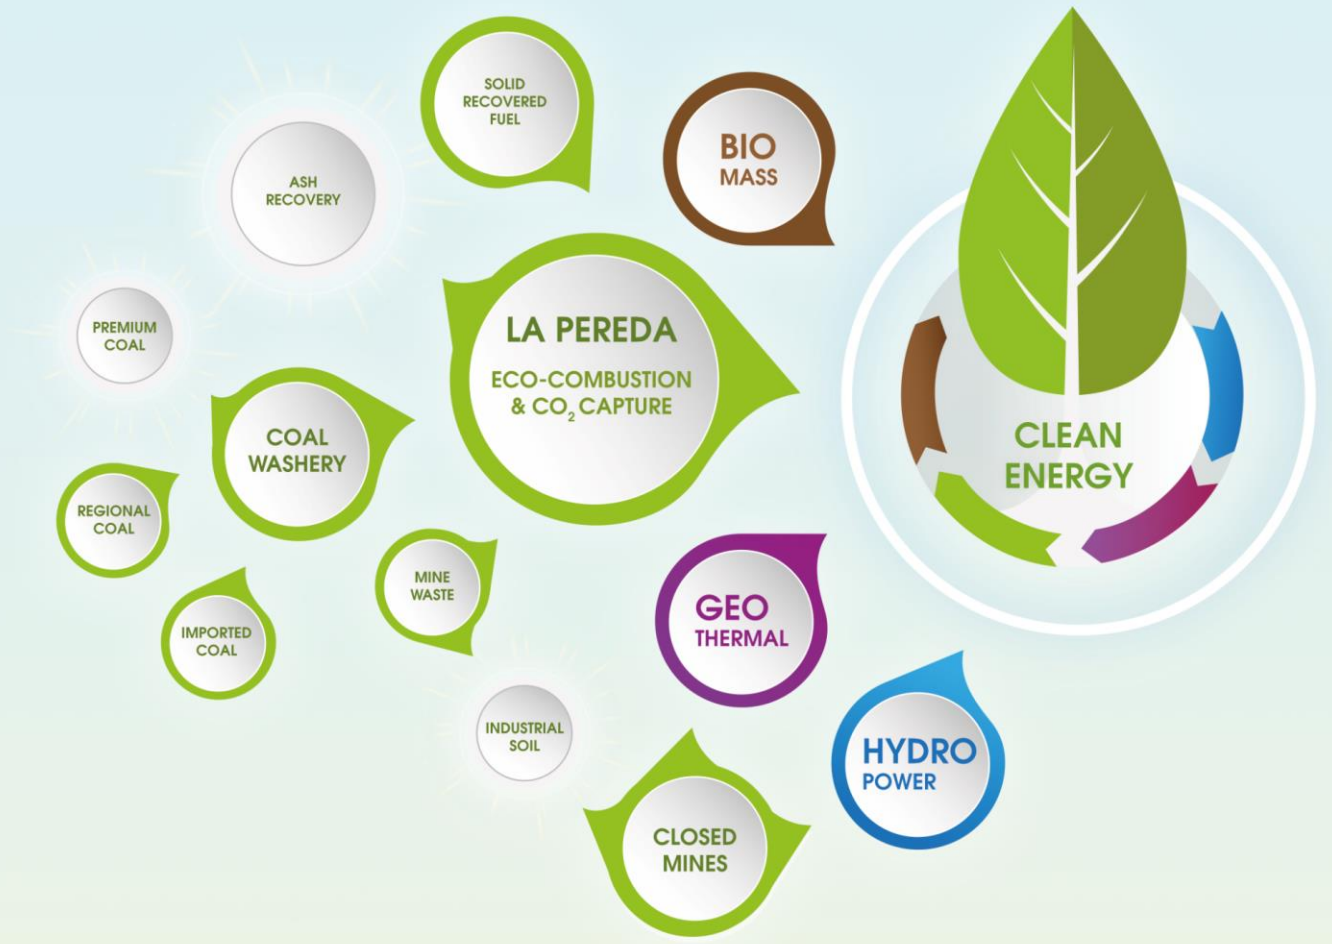 SOLID
RECOVERED
FUEL
BIO
MASS
ASH
RECOVERY
PREMIUM
COAL
LA PEREDA
ECO-COMBUSTION
& CO₂ CAPTURE
COAL
WASHERY
CLEAN
ENERGY
REGIONAL
COAL
MINE
WASTE
IMPORTED
COAL
GEO
THERMAL
INDUSTRIAL
SOIL
HYDRO
POWER
CLOSED
MINES